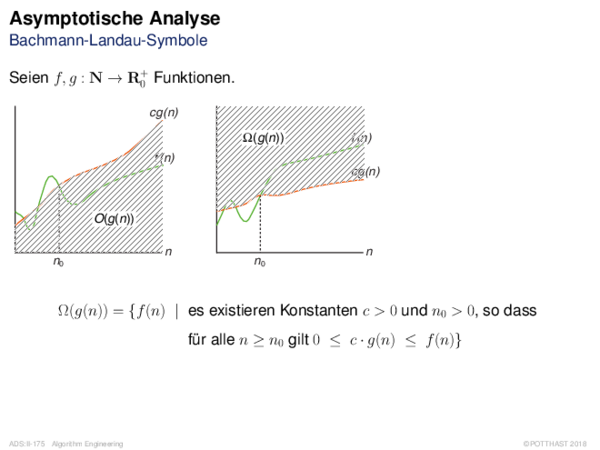 Asymptotische Analyse
Bachmann-Landau-Symbole
Seien f, g : N → R₀⁺ Funktionen.
cg(n)
f(n)
O(g(n))
n
n₀
Ω(g(n))
f(n)
cg(n)
n
n₀
Ω(g(n)) = {f(n) | es existieren Konstanten c > 0 und n₀ > 0, so dass
für alle n ≥ n₀ gilt 0 ≤ c · g(n) ≤ f(n)}
ADS:II-175 Algorithm Engineering
©POTTHAST 2018